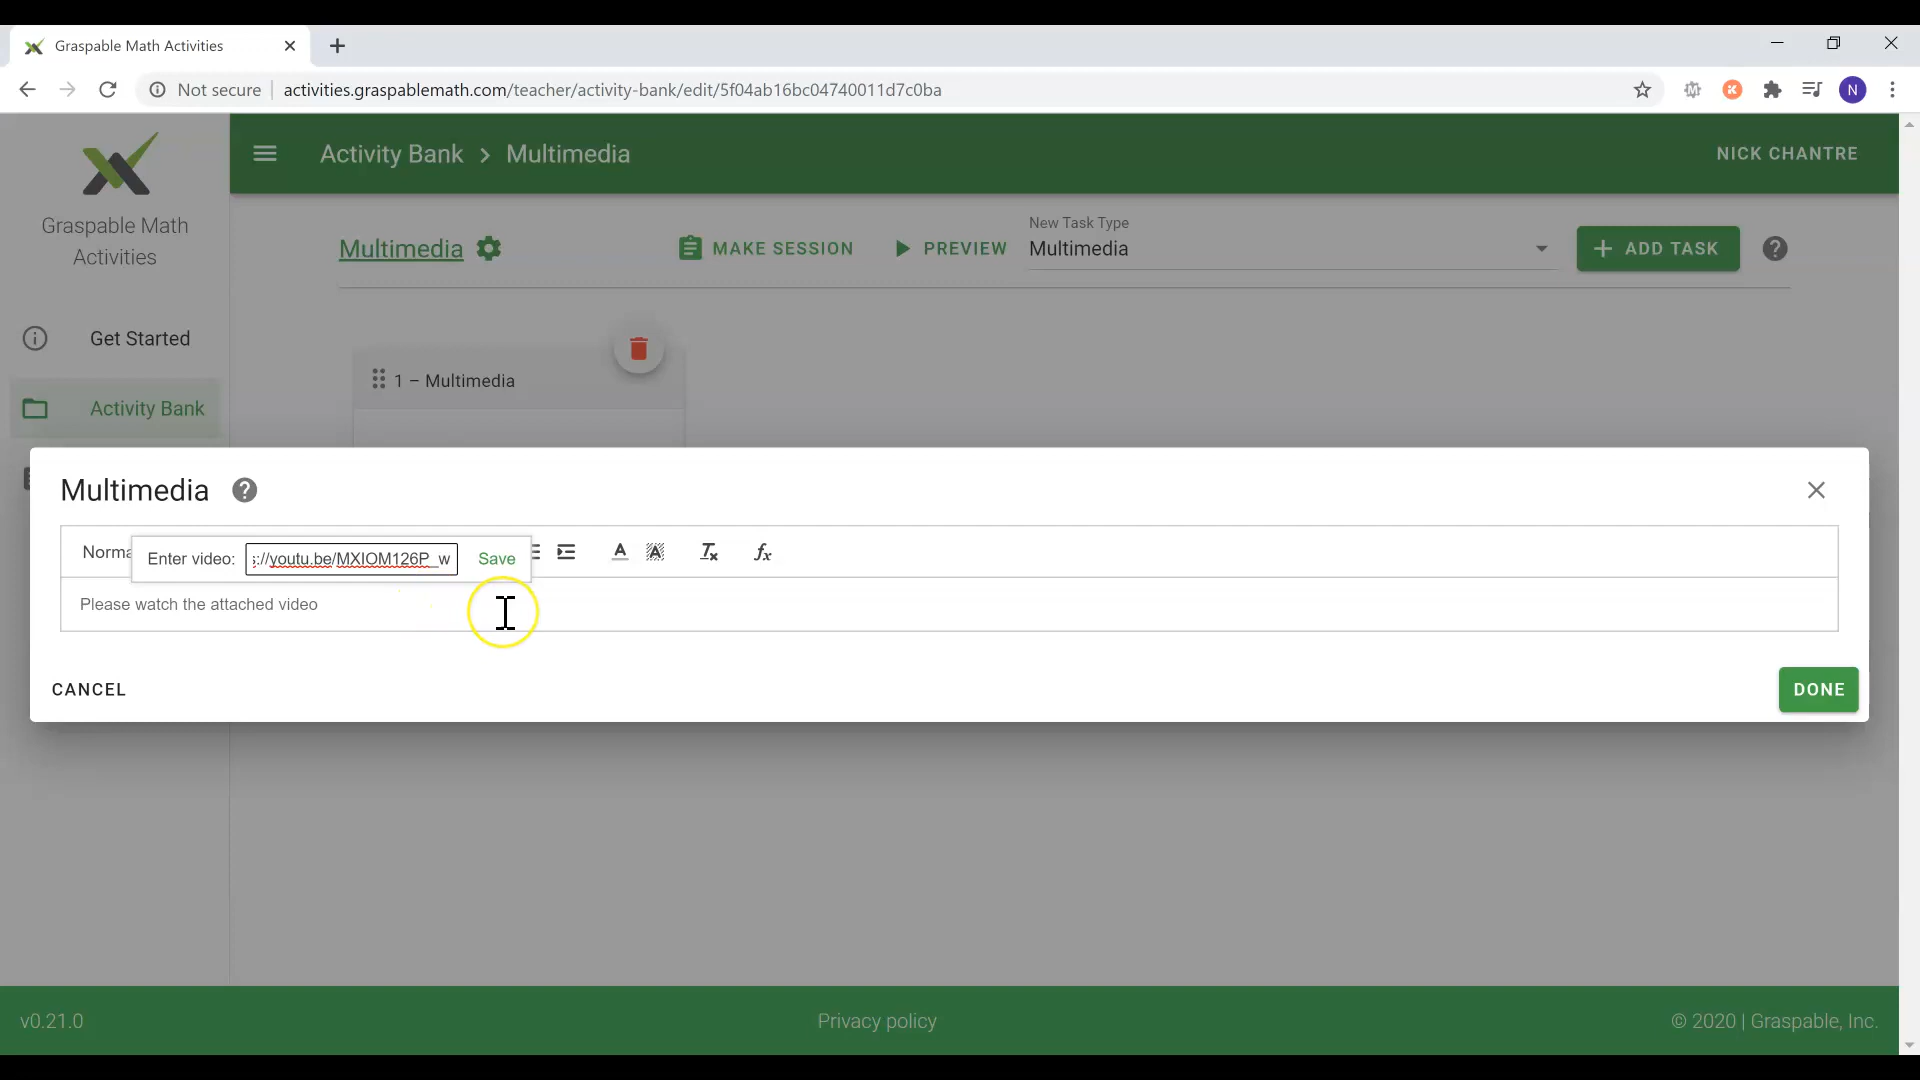 Graspable Math Activities
Not secure
activities.graspablemath.com/teacher/activity-bank/edit/5f04ab16bc04740011d7c0ba
N
Graspable Math
Activities
Activity Bank > Multimedia
NICK CHANTRE
Multimedia
MAKE SESSION
PREVIEW
New Task Type
Multimedia
+ ADD TASK
?
Get Started
1 – Multimedia
Activity Bank
Multimedia
?
Norma
Enter video:
s://youtu.be/MXIOM126P_w
Save
Please watch the attached video
CANCEL
DONE
v0.21.0
Privacy policy
© 2020 | Graspable, Inc.